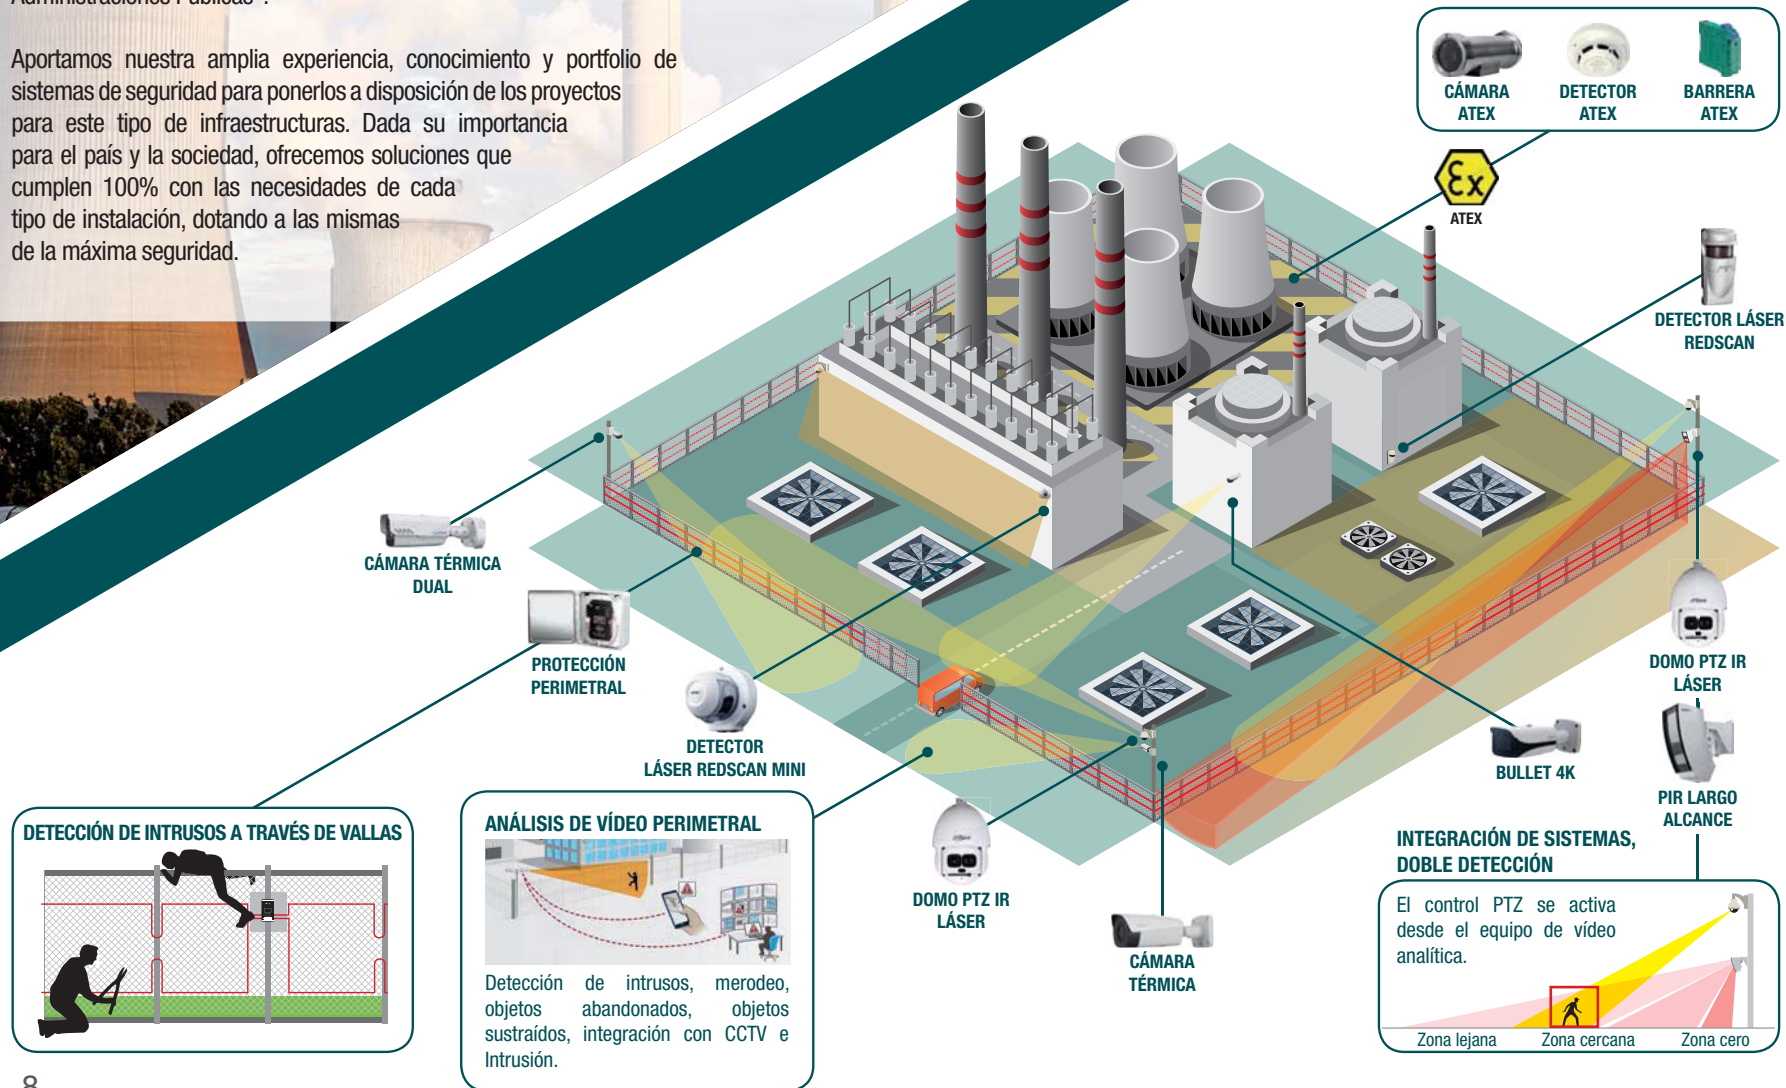 Administraciones Públicas".
Aportamos nuestra amplia experiencia, conocimiento y portfolio de
sistemas de seguridad para ponerlos a disposición de los proyectos
para este tipo de infraestructuras. Dada su importancia
para el país y la sociedad, ofrecemos soluciones que
cumplen 100% con las necesidades de cada
tipo de instalación, dotando a las mismas
de la máxima seguridad.
CÁMARA
ATEX
DETECTOR
ATEX
BARRERA
ATEX
Ex
ATEX
DETECTOR LÁSER
REDSCAN
CÁMARA TÉRMICA
DUAL
PROTECCIÓN
PERIMETRAL
DETECTOR
LÁSER REDSCAN MINI
DOMO PTZ IR
LÁSER
BULLET 4K
PIR LARGO
ALCANCE
DOMO PTZ IR
LÁSER
CÁMARA
TÉRMICA
DETECCIÓN DE INTRUSOS A TRAVÉS DE VALLAS
ANÁLISIS DE VÍDEO PERIMETRAL
Detección de intrusos, merodeo,
objetos abandonados, objetos
sustraídos, integración con CCTV e
Intrusión.
INTEGRACIÓN DE SISTEMAS,
DOBLE DETECCIÓN
El control PTZ se activa
desde el equipo de vídeo
analítica.
Zona lejana
Zona cercana
Zona cero
8